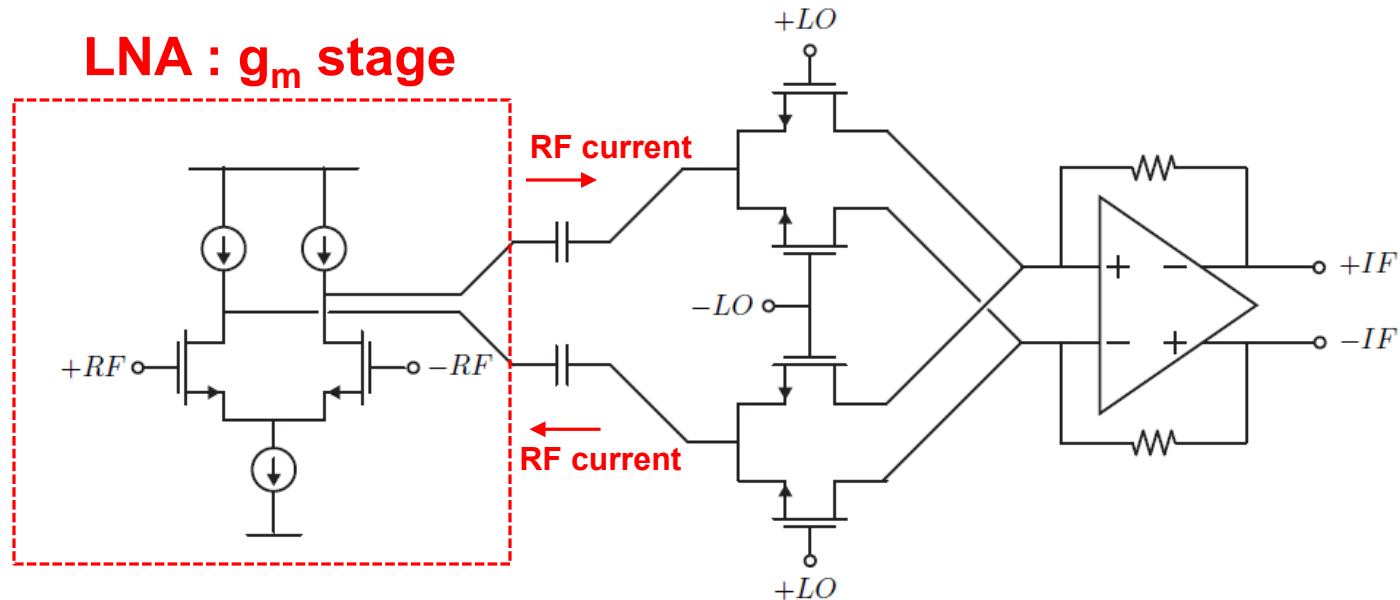 +LO
LNA : gₘ stage
RF current
+RF
−RF
−LO
+
−
−
+
+IF
−IF
RF current
+LO